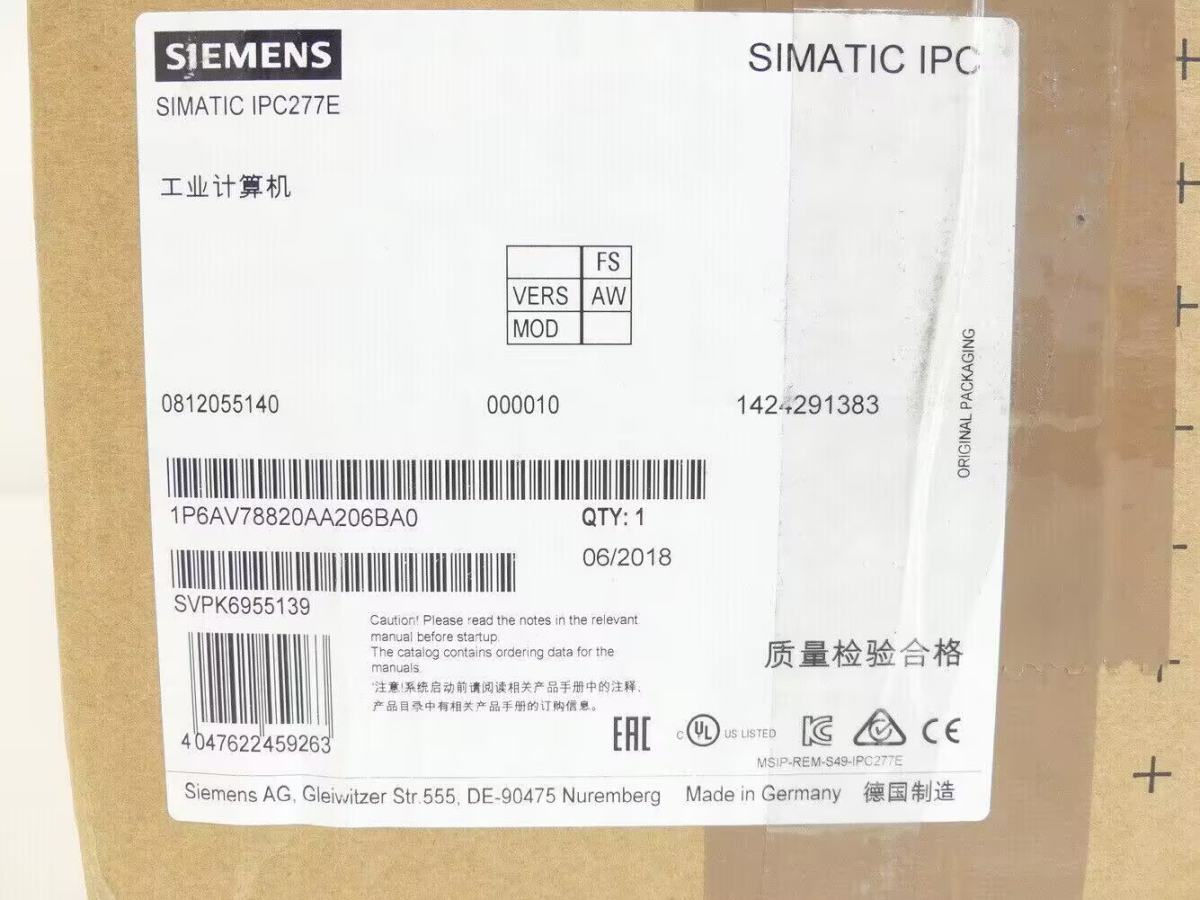 SIEMENS
SIMATIC IPC
SIMATIC IPC277E
工业计算机
FS
VERS AW
MOD
0812055140 000010 1424291383
ORIGINAL PACKAGING
1P6AV78820AA206BA0 QTY: 1
06/2018
SVPK6955139
Caution! Please read the notes in the relevant
manual before startup.
The catalog contains ordering data for the
manuals.
注意!系统启动前请阅读相关产品手册中的注释、
产品目录中有相关产品手册的订购信息。
质量检验合格
4 047622459263
EAC C UL US LISTED CE
MSIP-REM-S49-IPC277E
Siemens AG, Gleiwitzer Str.555, DE-90475 Nuremberg Made in Germany 德国制造